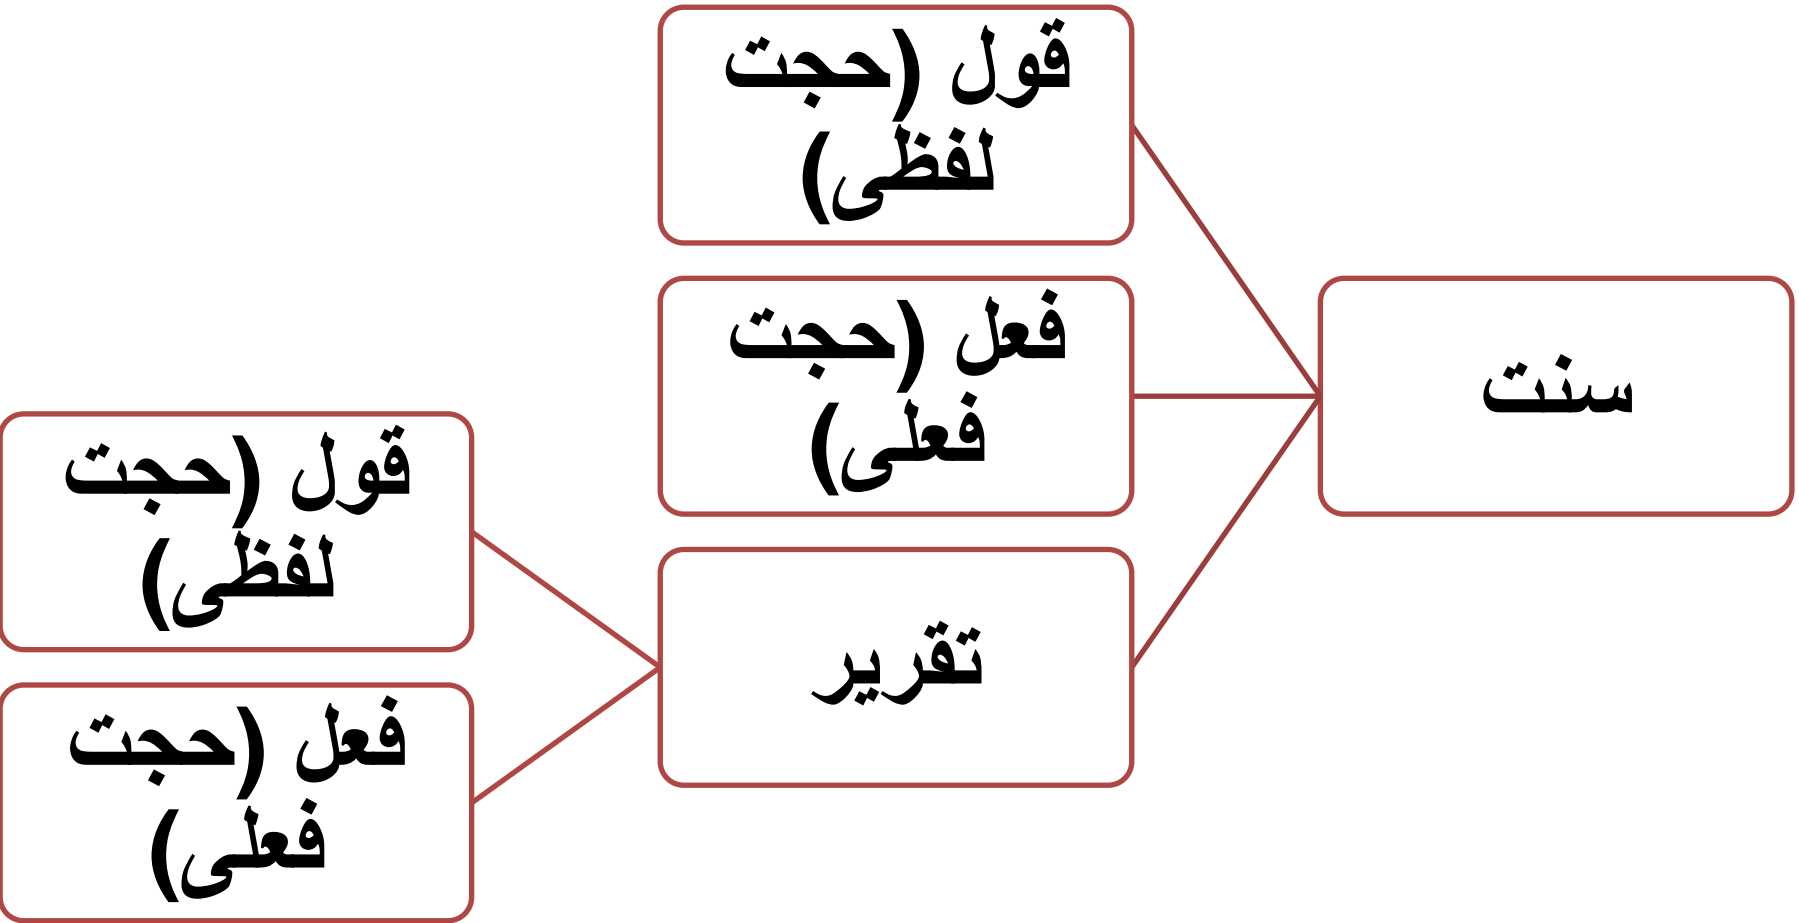 سنت
قول (حجت
لفظی)
فعل (حجت
فعلی)
تقریر
قول (حجت
لفظی)
فعل (حجت
فعلی)